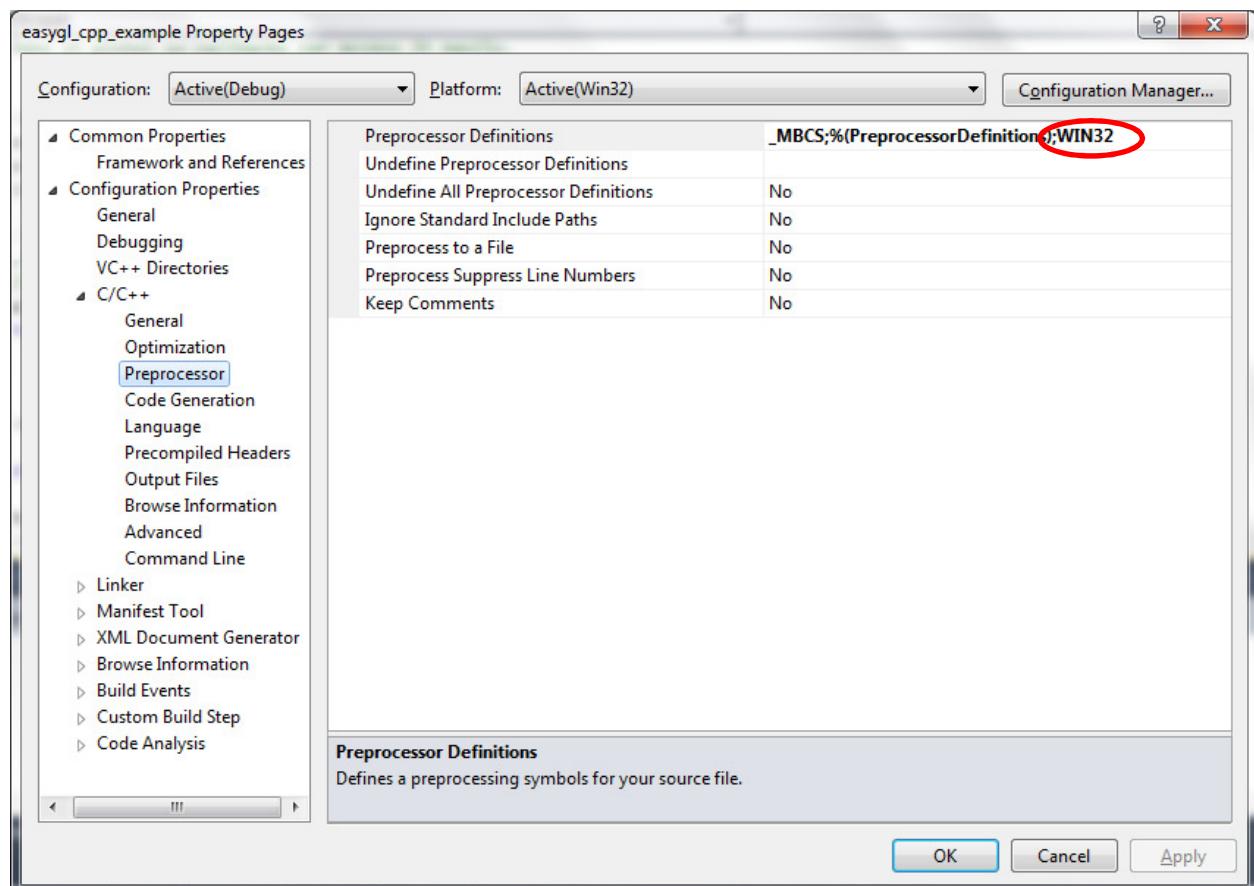 easygl_cpp_example Property Pages
Configuration: Active(Debug) Platform: Active(Win32) Configuration Manager...
Common Properties
Framework and References
Configuration Properties
General
Debugging
VC++ Directories
C/C++
General
Optimization
Preprocessor
Code Generation
Language
Precompiled Headers
Output Files
Browse Information
Advanced
Command Line
Linker
Manifest Tool
XML Document Generator
Browse Information
Build Events
Custom Build Step
Code Analysis
Preprocessor Definitions _MBCS;%(PreprocessorDefinitions);WIN32
Undefine Preprocessor Definitions
Undefine All Preprocessor Definitions No
Ignore Standard Include Paths No
Preprocess to a File No
Preprocess Suppress Line Numbers No
Keep Comments No
Preprocessor Definitions
Defines a preprocessing symbols for your source file.
OK Cancel Apply